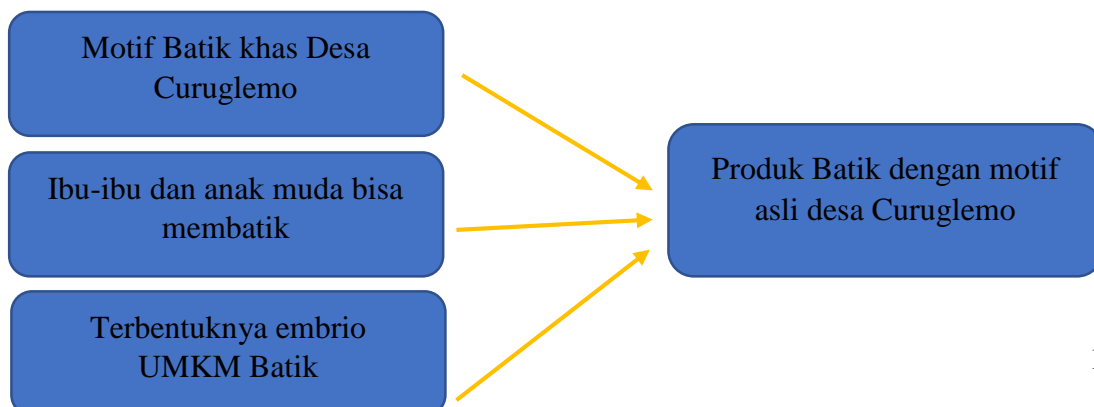 Motif Batik khas Desa
Curuglemo
Ibu-ibu dan anak muda bisa
membatik
Terbentuknya embrio
UMKM Batik
Produk Batik dengan motif
asli desa Curuglemo